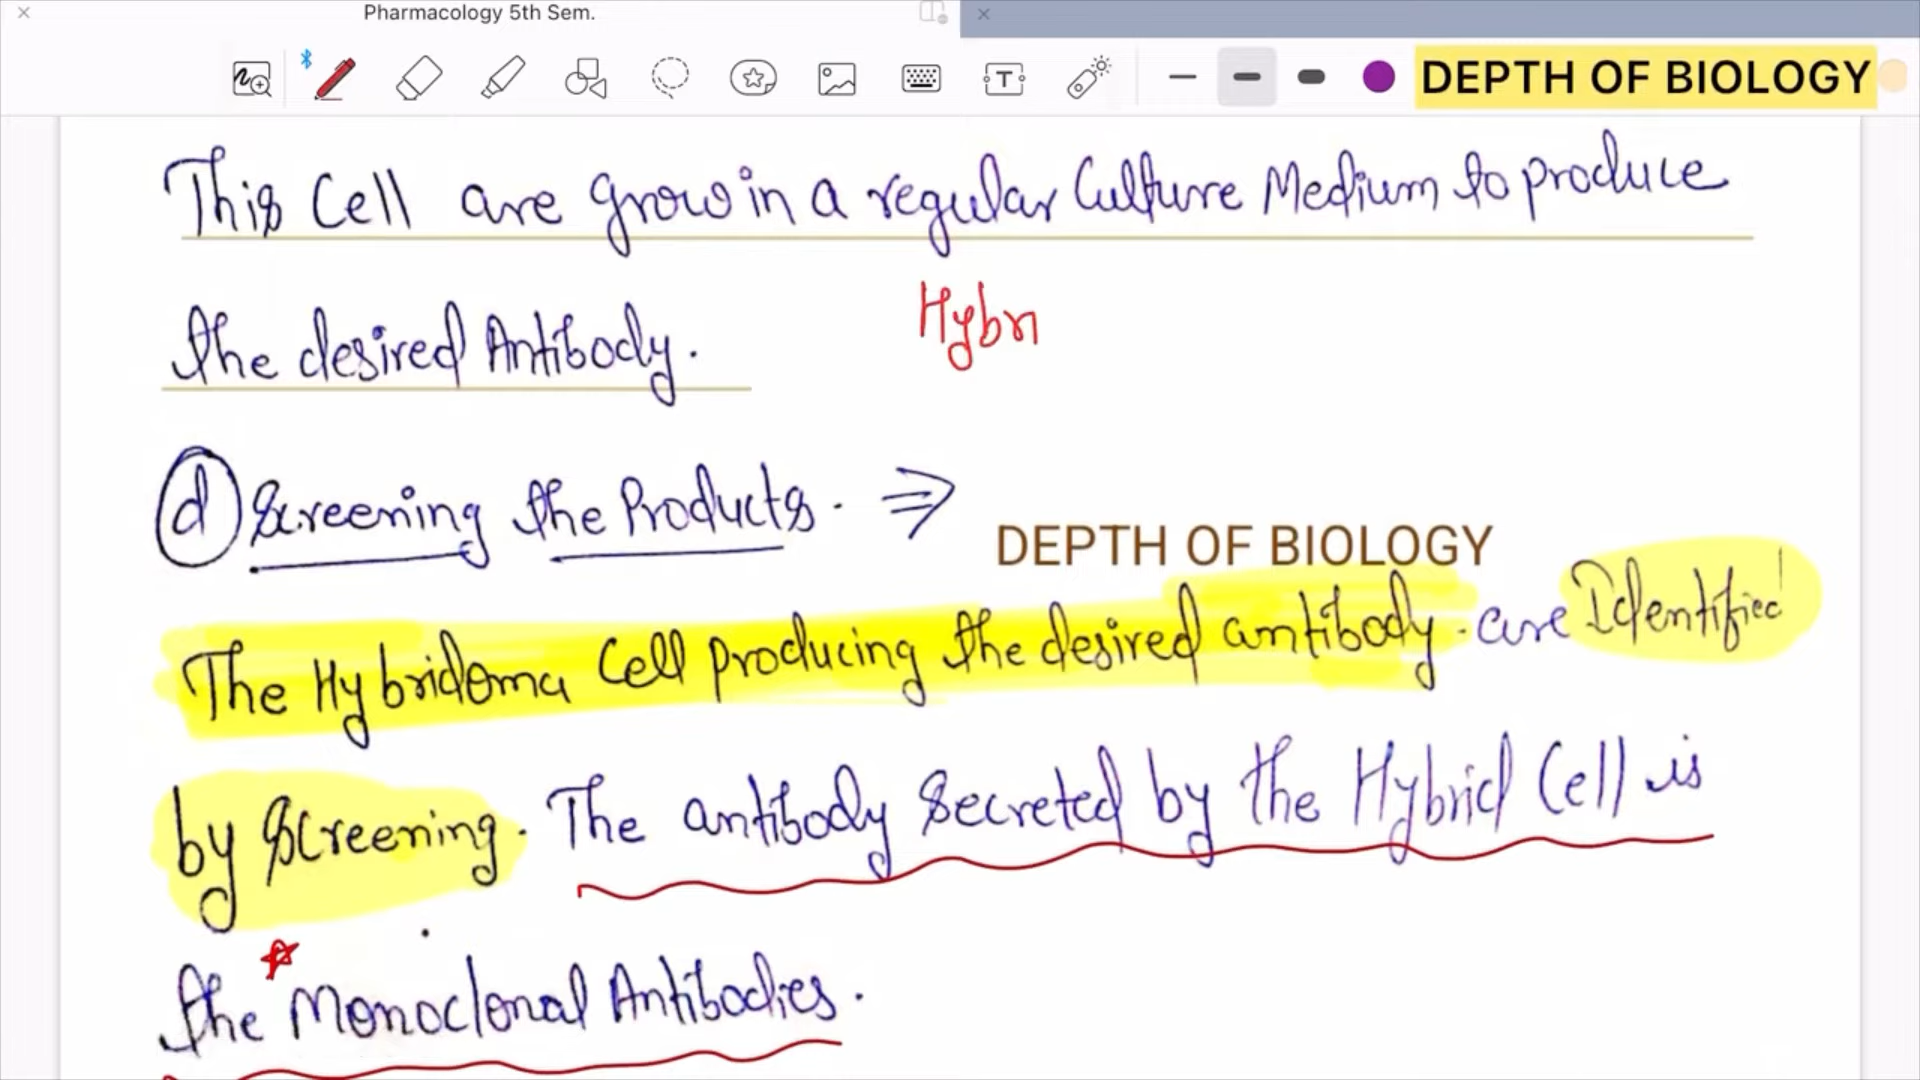 Pharmacology 5th Sem.
DEPTH OF BIOLOGY
This Cell are grow in a regular Culture Medium to produce
the desired Antibody.
Hybri
d Screening the Products. ⇒
DEPTH OF BIOLOGY
The Hybridoma Cell producing the desired antibody. are Identified
by Screening. The antibody Secreted by the Hybrid Cell is
the Monoclonal Antibodies.